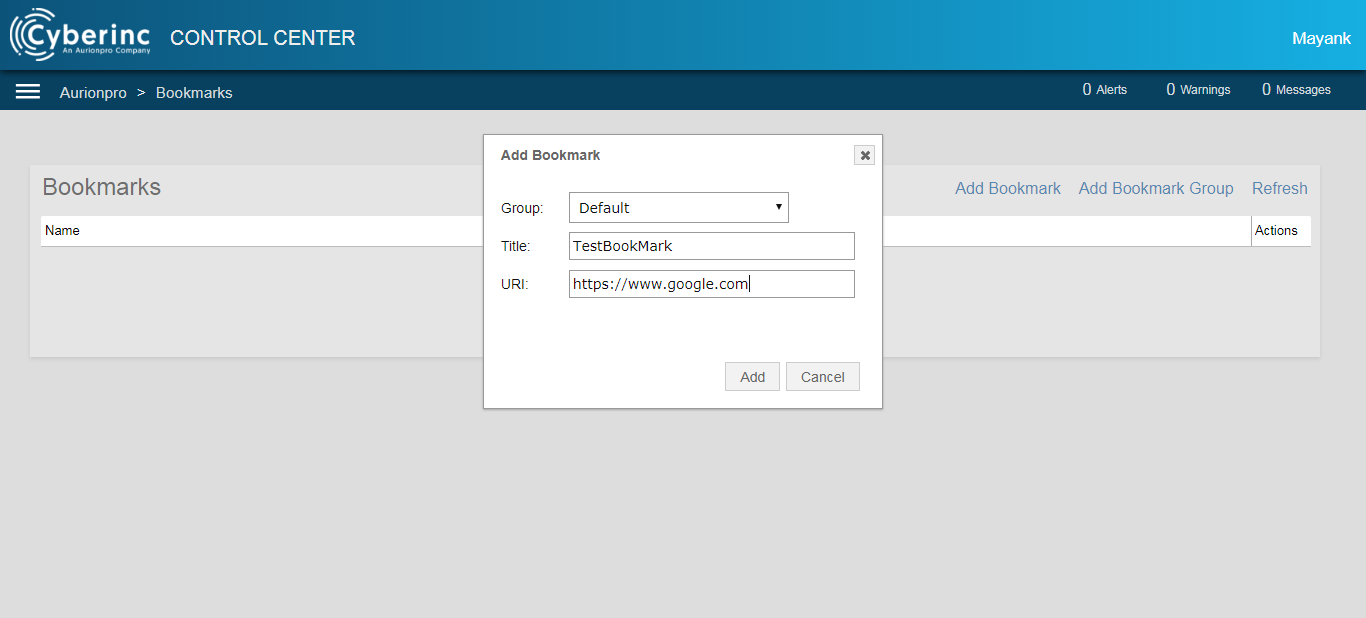 Cyberinc
An Aurionpro Company
CONTROL CENTER
Mayank
Aurionpro > Bookmarks
0 Alerts
0 Warnings
0 Messages
Bookmarks
Add Bookmark
Add Bookmark Group
Refresh
Name
Actions
Add Bookmark
Group:
Default
Title:
TestBookMark
URI:
https://www.google.com
Add
Cancel